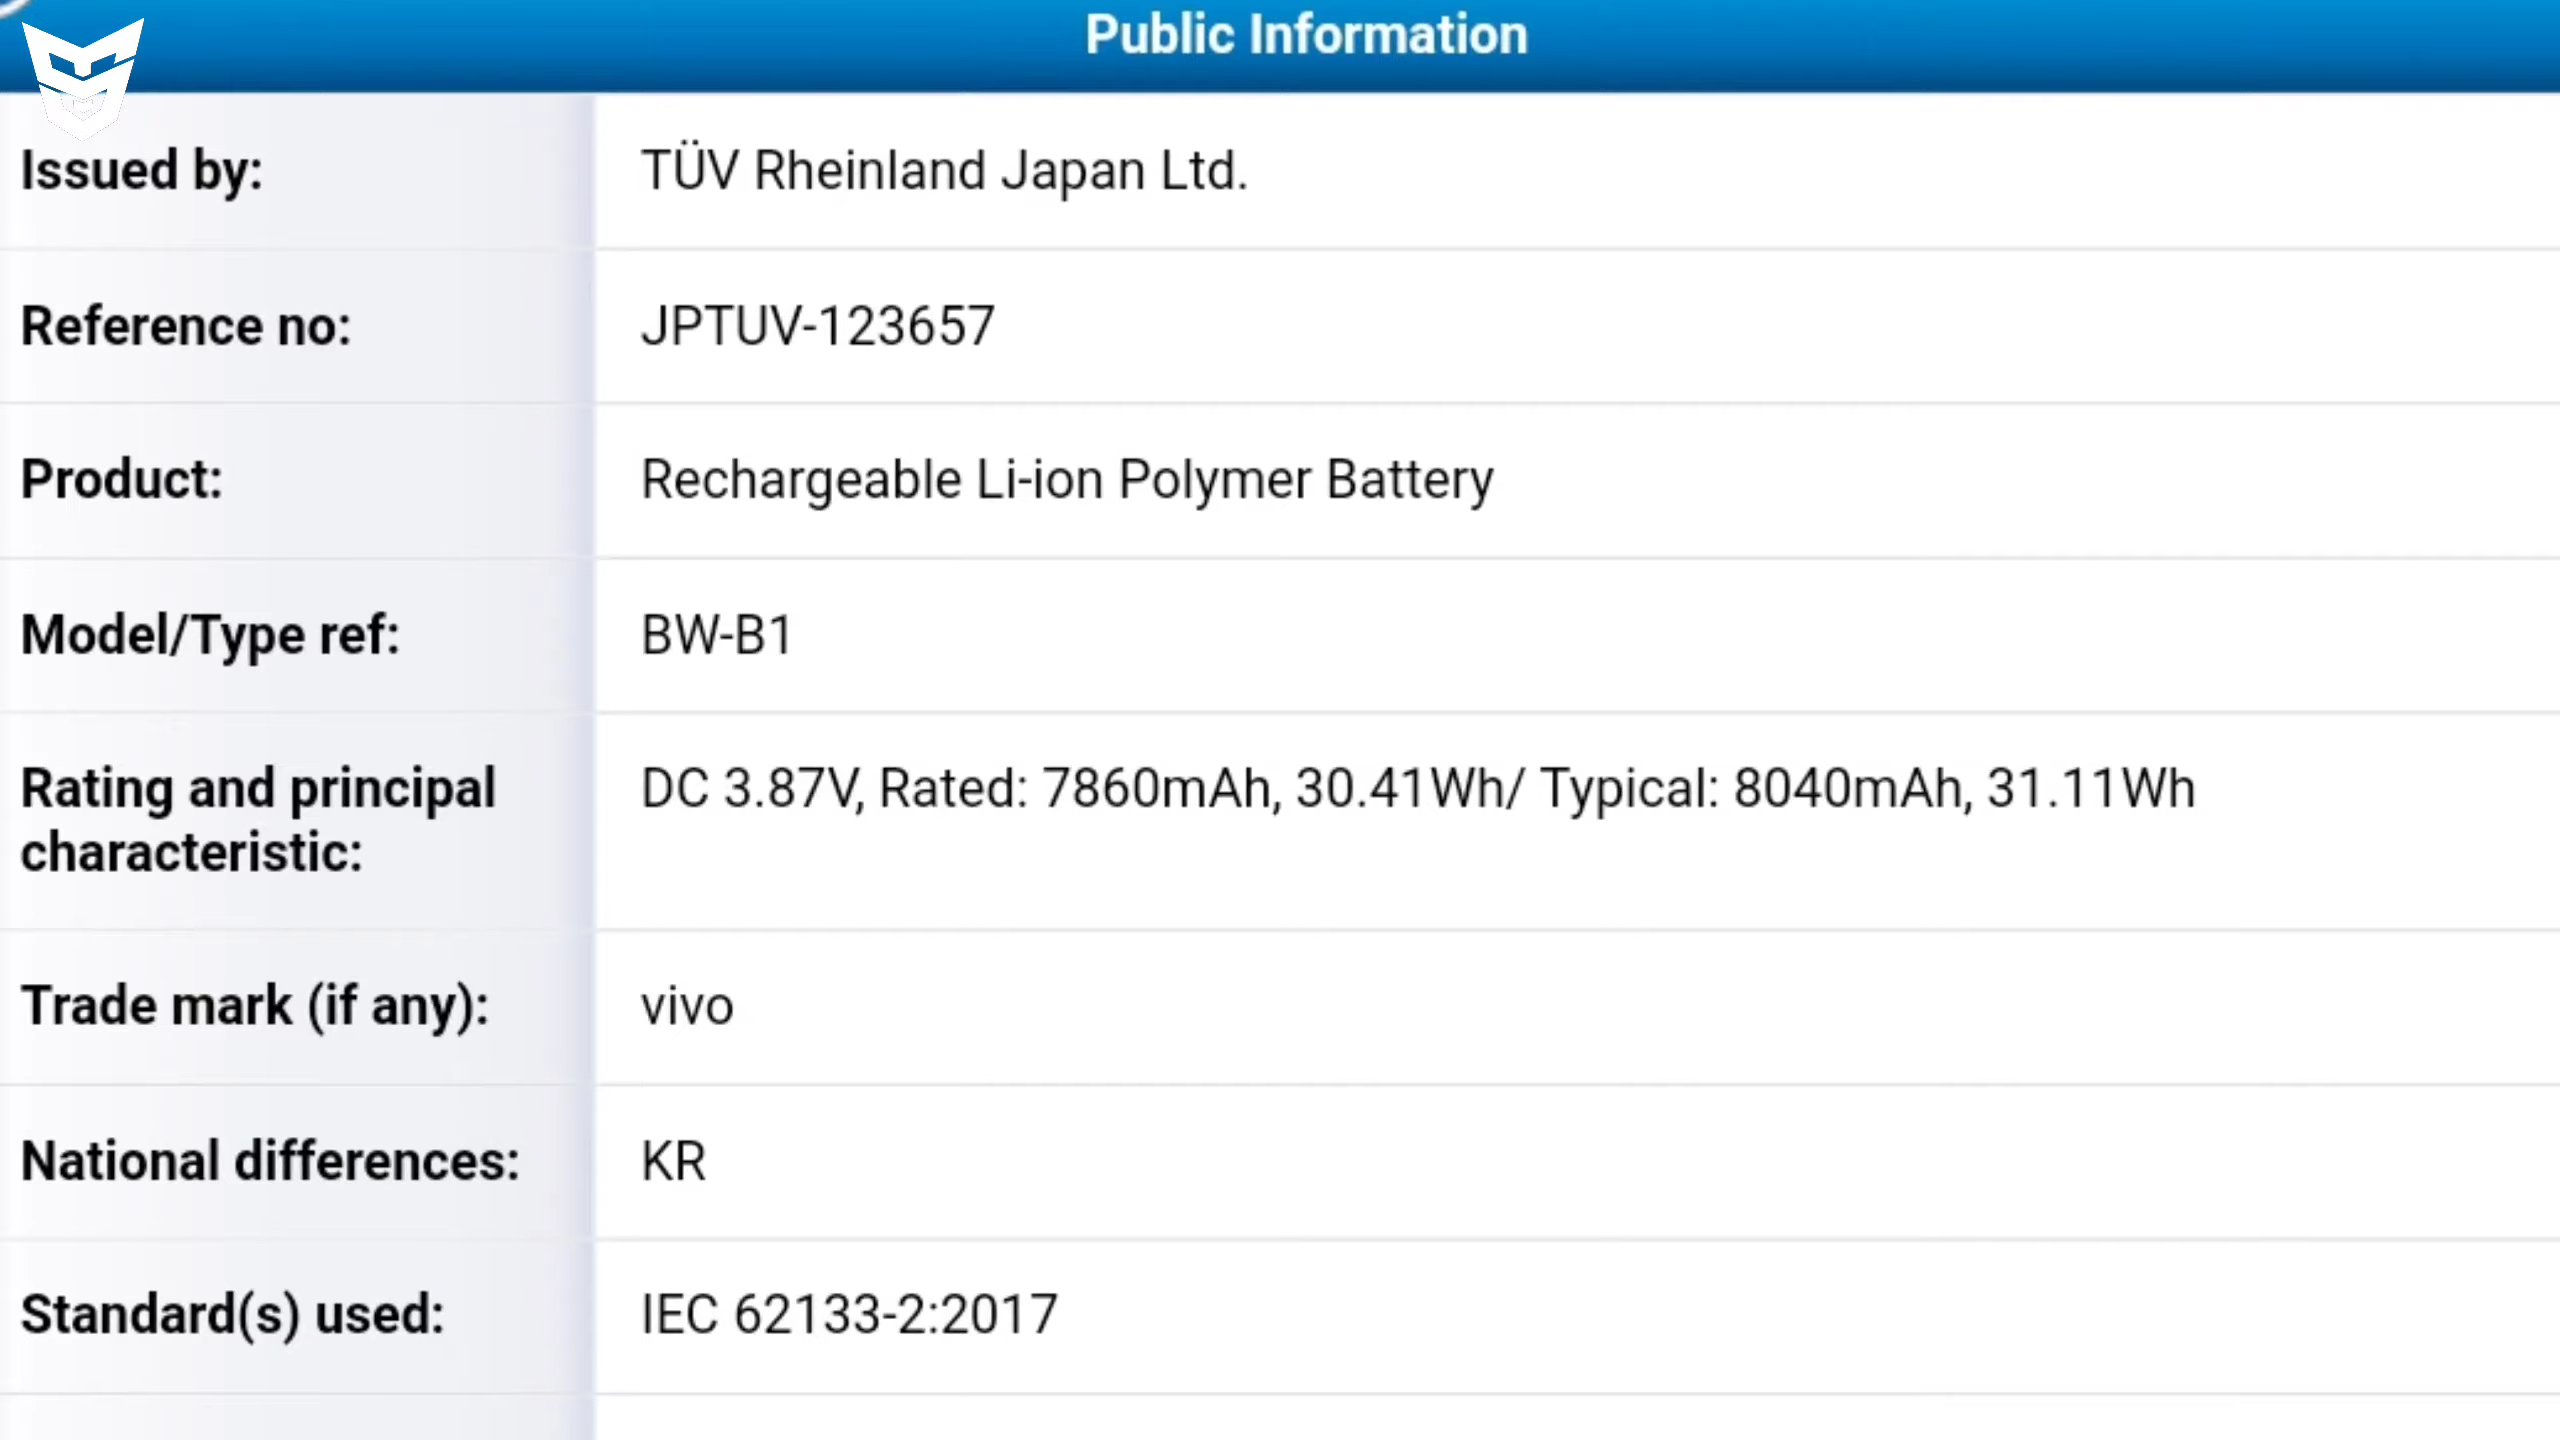 Public Information
Issued by:
TÜV Rheinland Japan Ltd.
Reference no:
JPTUV-123657
Product:
Rechargeable Li-ion Polymer Battery
Model/Type ref:
BW-B1
Rating and principal
characteristic:
DC 3.87V, Rated: 7860mAh, 30.41Wh/ Typical: 8040mAh, 31.11Wh
Trade mark (if any):
vivo
National differences:
KR
Standard(s) used:
IEC 62133-2:2017